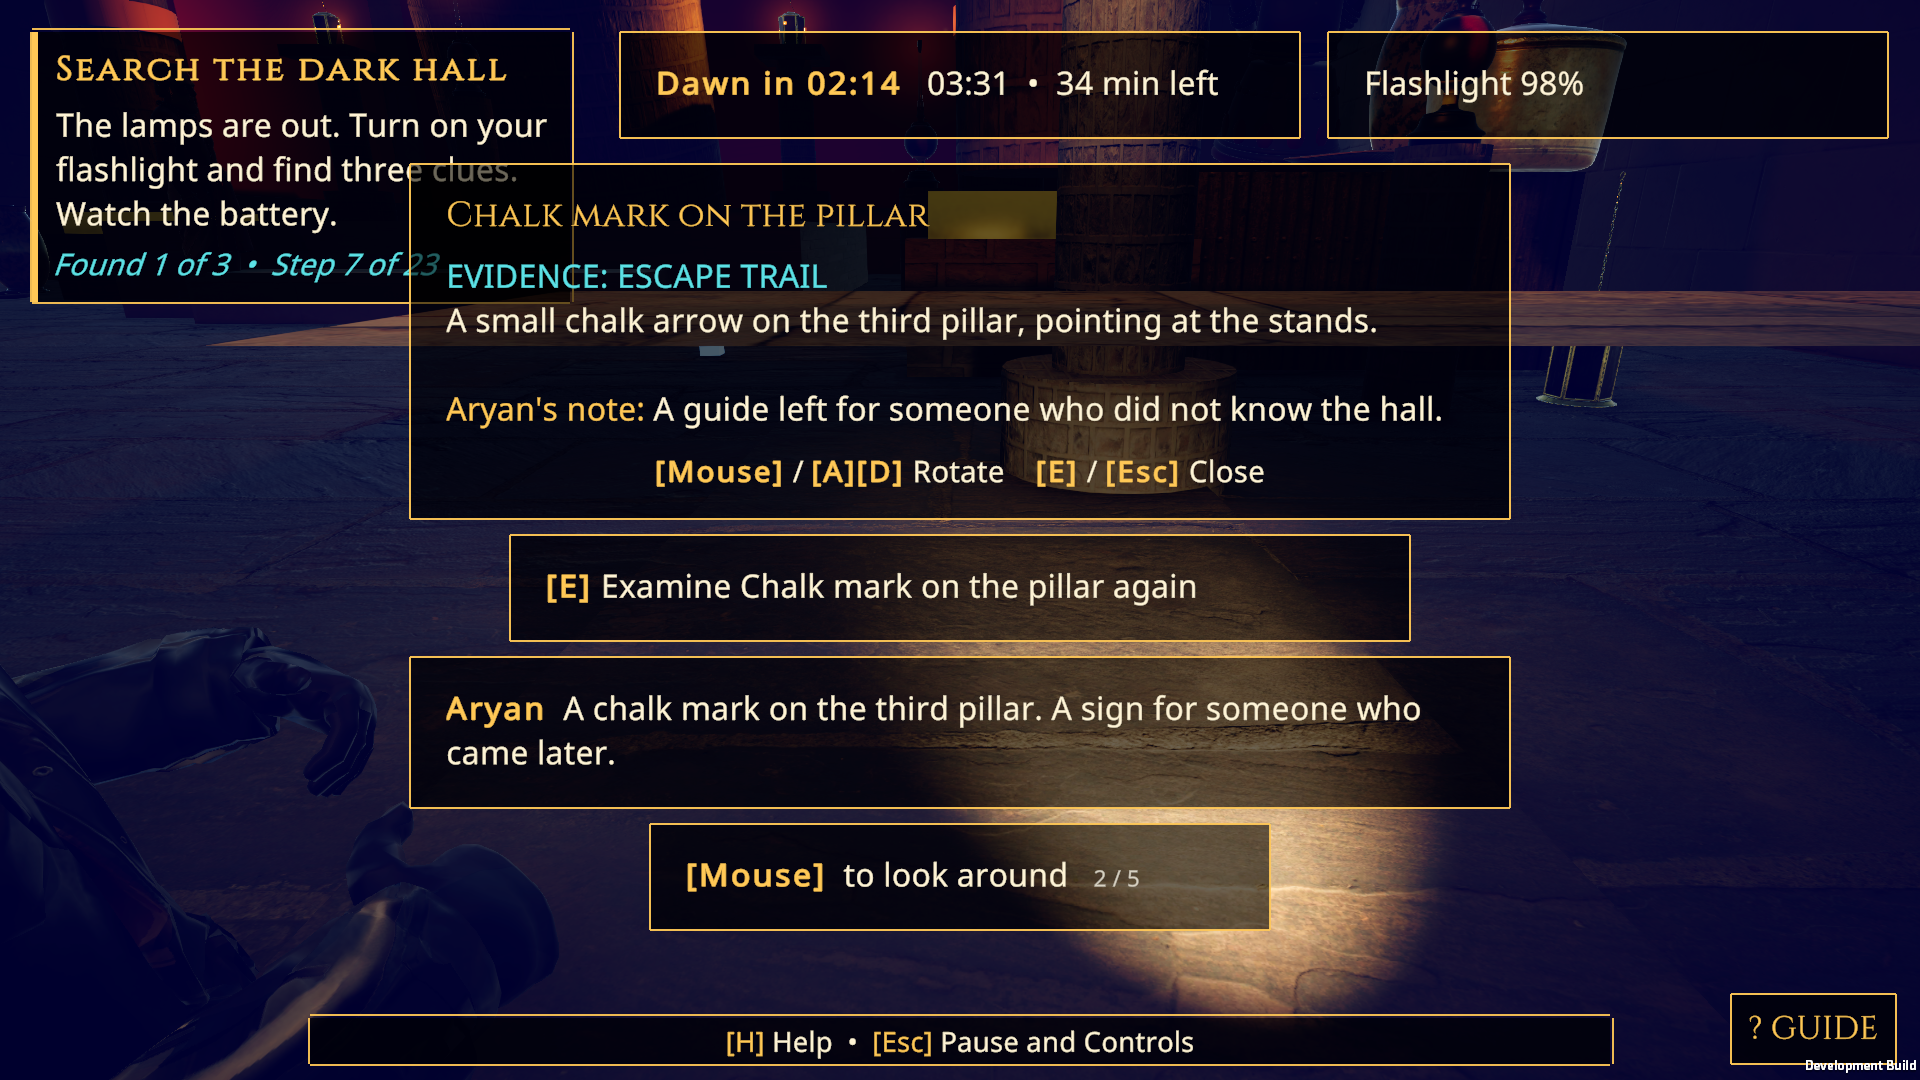 SEARCH THE DARK HALL
The lamps are out. Turn on your
flashlight and find three clues.
Watch the battery.
Found 1 of 3 • Step 7 of 23
Dawn in 02:14 03:31 • 34 min left
Flashlight 98%
CHALK MARK ON THE PILLAR
EVIDENCE: ESCAPE TRAIL
A small chalk arrow on the third pillar, pointing at the stands.
Aryan's note: A guide left for someone who did not know the hall.
[Mouse] / [A][D] Rotate [E] / [Esc] Close
[E] Examine Chalk mark on the pillar again
Aryan A chalk mark on the third pillar. A sign for someone who
came later.
[Mouse] to look around 2 / 5
[H] Help • [Esc] Pause and Controls
? GUIDE
Development Build